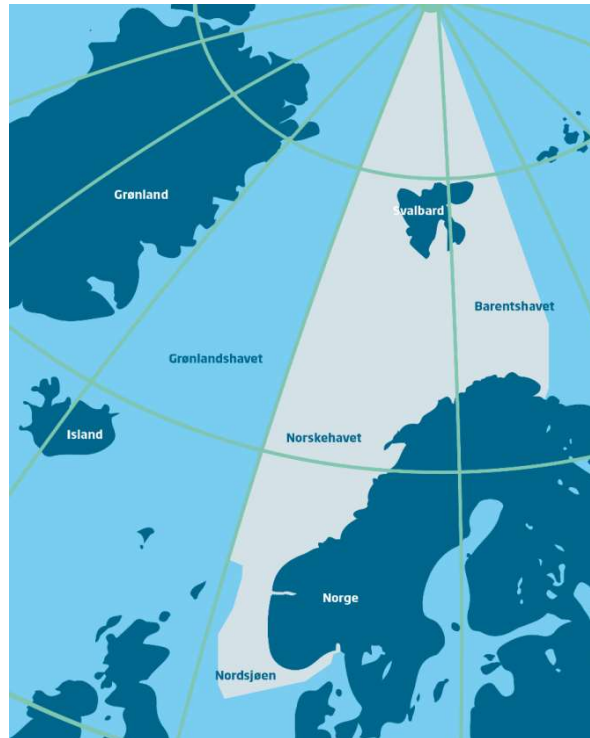 Grønland
Svalbard
Barentshavet
Grønlandshavet
Island
Norskehavet
Norge
Nordsjøen